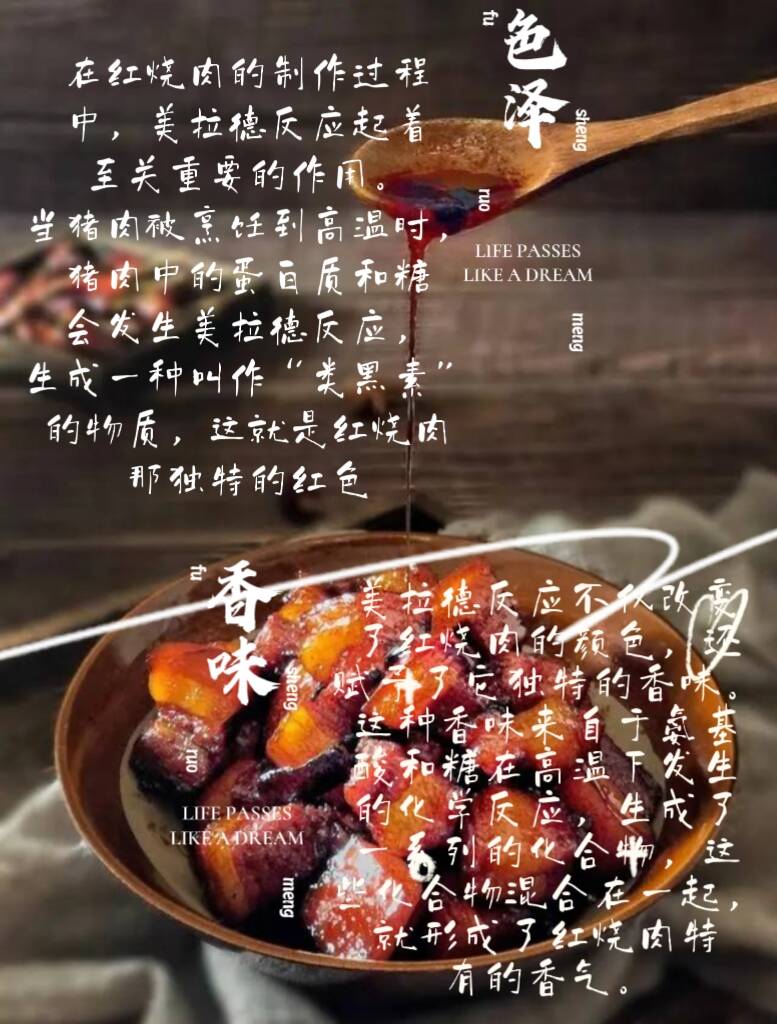 色泽
fu
sheng
ruo
meng
LIFE PASSES
LIKE A DREAM
在红烧肉的制作过程
中，美拉德反应起着
至关重要的作用。
当猪肉被烹饪到高温时，
猪肉中的蛋白质和糖
会发生美拉德反应，
生成一种叫作“类黑素”
的物质，这就是红烧肉
那独特的红色
香味
fu
sheng
ruo
meng
LIFE PASSES
LIKE A DREAM
美拉德反应不仅改变
了红烧肉的颜色，还
赋予了它独特的香味。
这种香味来自于氨基
酸和糖在高温下发生
的化学反应，生成了
一系列的化合物，这
些化合物混合在一起，
就形成了红烧肉特
有的香气。